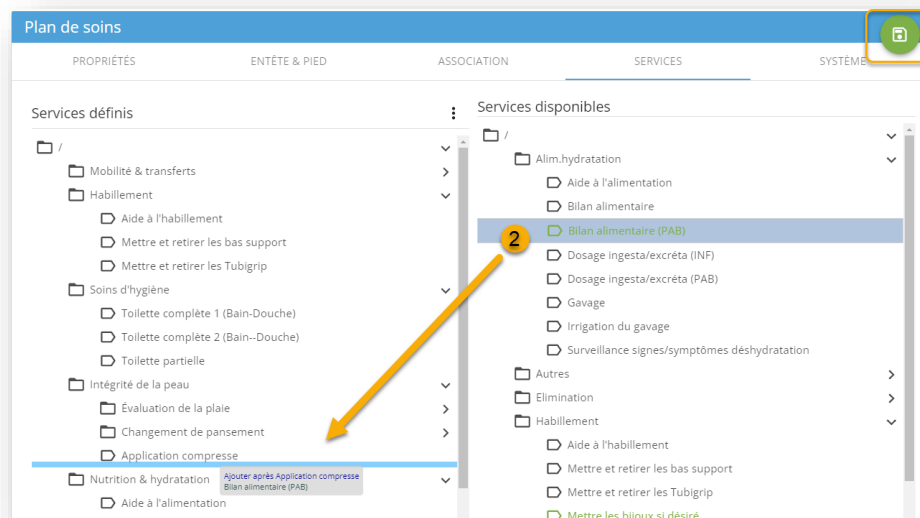 Plan de soins
PROPRIÉTÉS
ENTÊTE & PIED
ASSOCIATION
SERVICES
SYSTÈME
Services définis
/
Mobilité & transferts
Habillement
Aide à l'habillement
Mettre et retirer les bas support
Mettre et retirer les Tubigrip
Soins d'hygiène
Toilette complète 1 (Bain-Douche)
Toilette complète 2 (Bain--Douche)
Toilette partielle
Intégrité de la peau
Évaluation de la plaie
Changement de pansement
Application compresse
Ajouter après Application compresse
Bilan alimentaire (PAB)
Nutrition & hydratation
Aide à l'alimentation
Services disponibles
/
Alim.hydratation
Aide à l'alimentation
Bilan alimentaire
2
Bilan alimentaire (PAB)
Dosage ingesta/excréta (INF)
Dosage ingesta/excréta (PAB)
Gavage
Irrigation du gavage
Surveillance signes/symptômes déshydratation
Autres
Elimination
Habillement
Aide à l'habillement
Mettre et retirer les bas support
Mettre et retirer les Tubigrip
Mettre les bijoux si désiré